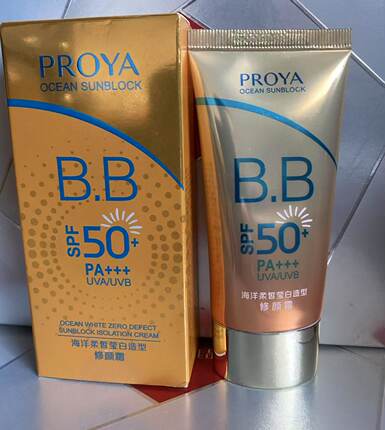 PROYA
OCEAN SUNBLOCK
B.B
SPF 50+
PA+++
UVA/UVB
OCEAN WHITE ZERO DEFECT
SUNBLOCK ISOLATION CREAM
海洋柔皙莹白造型
修颜霜
PROYA
OCEAN SUNBLOCK
B.B
SPF 50+
PA+++
UVA/UVB
海洋柔皙莹白造型
修颜霜